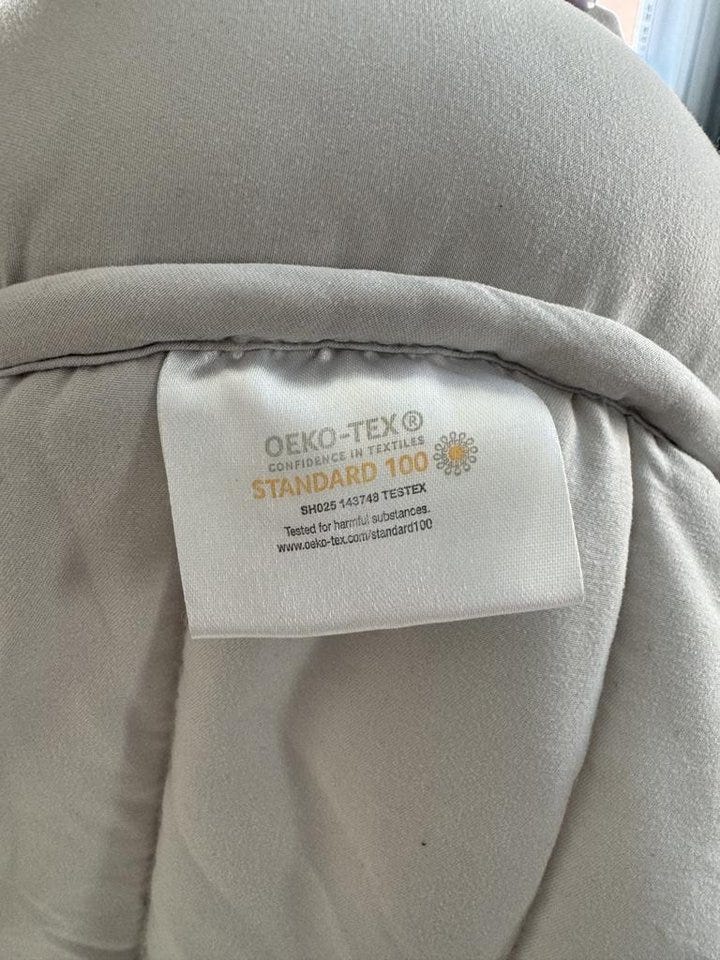 OEKO-TEX®
CONFIDENCE IN TEXTILES
STANDARD 100
SH025 143748 TESTEX
Tested for harmful substances.
www.oeko-tex.com/standard100